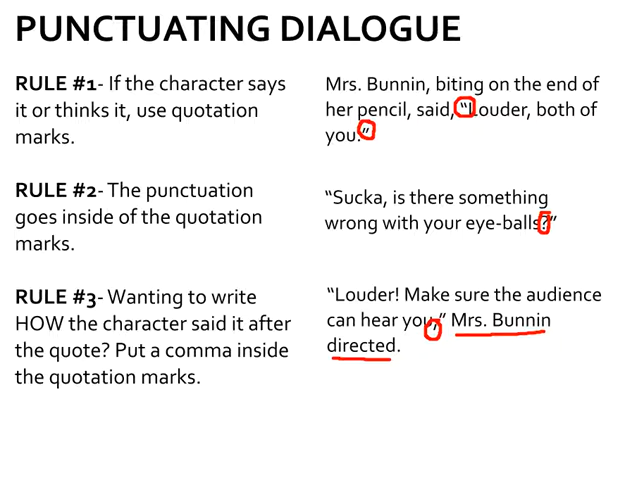 PUNCTUATING DIALOGUE
RULE #1- If the character says
it or thinks it, use quotation
marks.
Mrs. Bunnin, biting on the end of
her pencil, said, “Louder, both of
you.”
RULE #2- The punctuation
goes inside of the quotation
marks.
“Sucka, is there something
wrong with your eye-balls?”
RULE #3- Wanting to write
HOW the character said it after
the quote? Put a comma inside
the quotation marks.
“Louder! Make sure the audience
can hear you,” Mrs. Bunnin
directed.